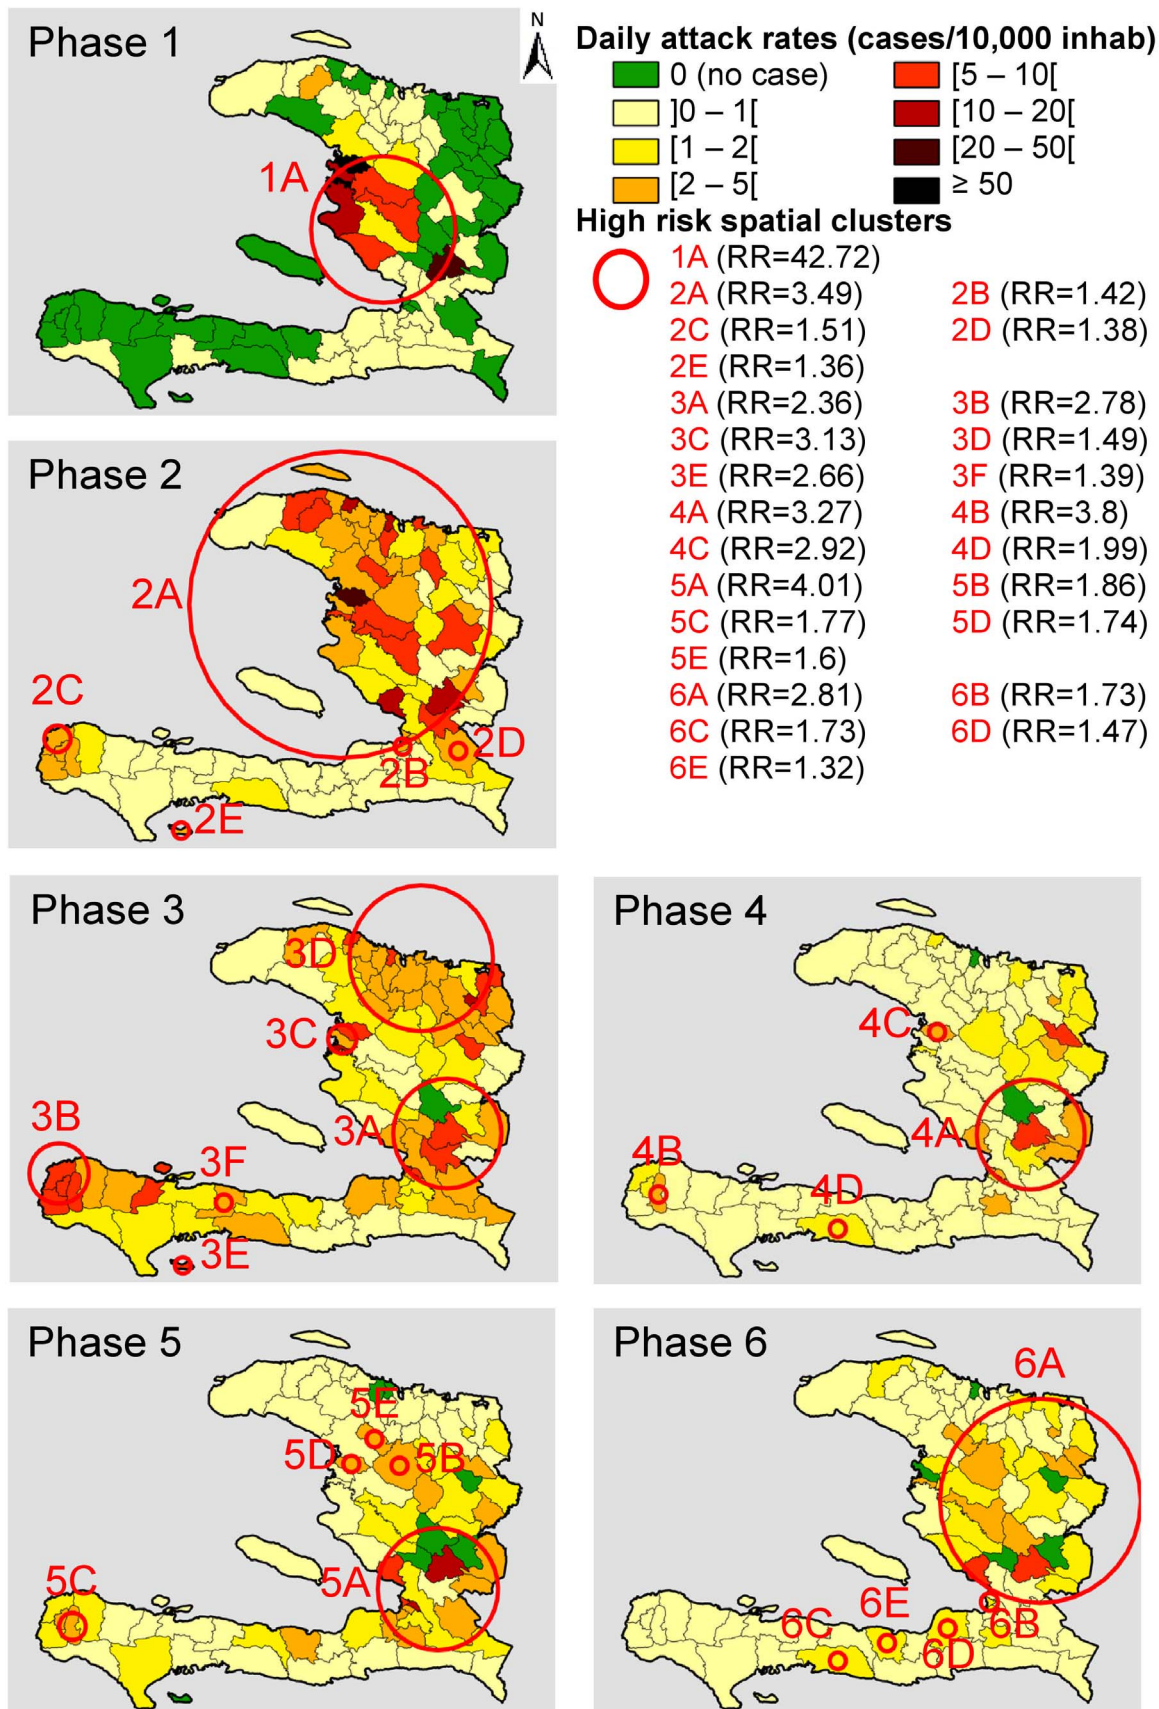 Phase 1
N
1A
Daily attack rates (cases/10,000 inhab)
0 (no case) [5 – 10[
]0 – 1[ [10 – 20[
[1 – 2[ [20 – 50[
[2 – 5[ ≥ 50
High risk spatial clusters
1A (RR=42.72)
2A (RR=3.49) 2B (RR=1.42)
2C (RR=1.51) 2D (RR=1.38)
2E (RR=1.36)
3A (RR=2.36) 3B (RR=2.78)
3C (RR=3.13) 3D (RR=1.49)
3E (RR=2.66) 3F (RR=1.39)
4A (RR=3.27) 4B (RR=3.8)
4C (RR=2.92) 4D (RR=1.99)
5A (RR=4.01) 5B (RR=1.86)
5C (RR=1.77) 5D (RR=1.74)
5E (RR=1.6)
6A (RR=2.81) 6B (RR=1.73)
6C (RR=1.73) 6D (RR=1.47)
6E (RR=1.32)
Phase 2
2A
2C
2D
2B
2E
Phase 3
3D
3C
3B
3A
3F
3E
Phase 4
4C
4A
4B
4D
Phase 5
5E
5D 5B
5C
5A
Phase 6
6A
6C
6E
6B
6D